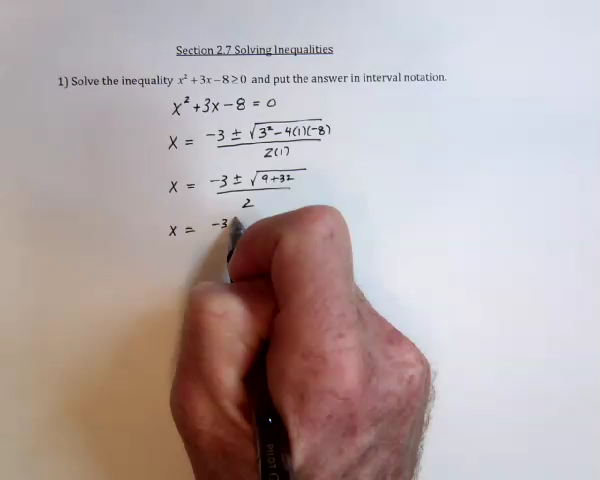 Section 2.7 Solving Inequalities
1) Solve the inequality x² + 3x − 8 ≥ 0 and put the answer in interval notation.
x² + 3x − 8 = 0
x = (−3 ± √(3² − 4(1)(−8))) / 2(1)
x = (−3 ± √(9 + 32)) / 2
x = −3
PILOT